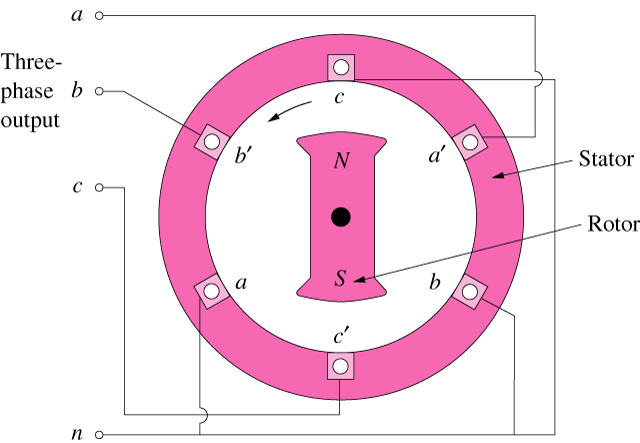 a
Three-
phase
output
b
c
n
c
b′
a′
N
S
a
b
c′
Stator
Rotor